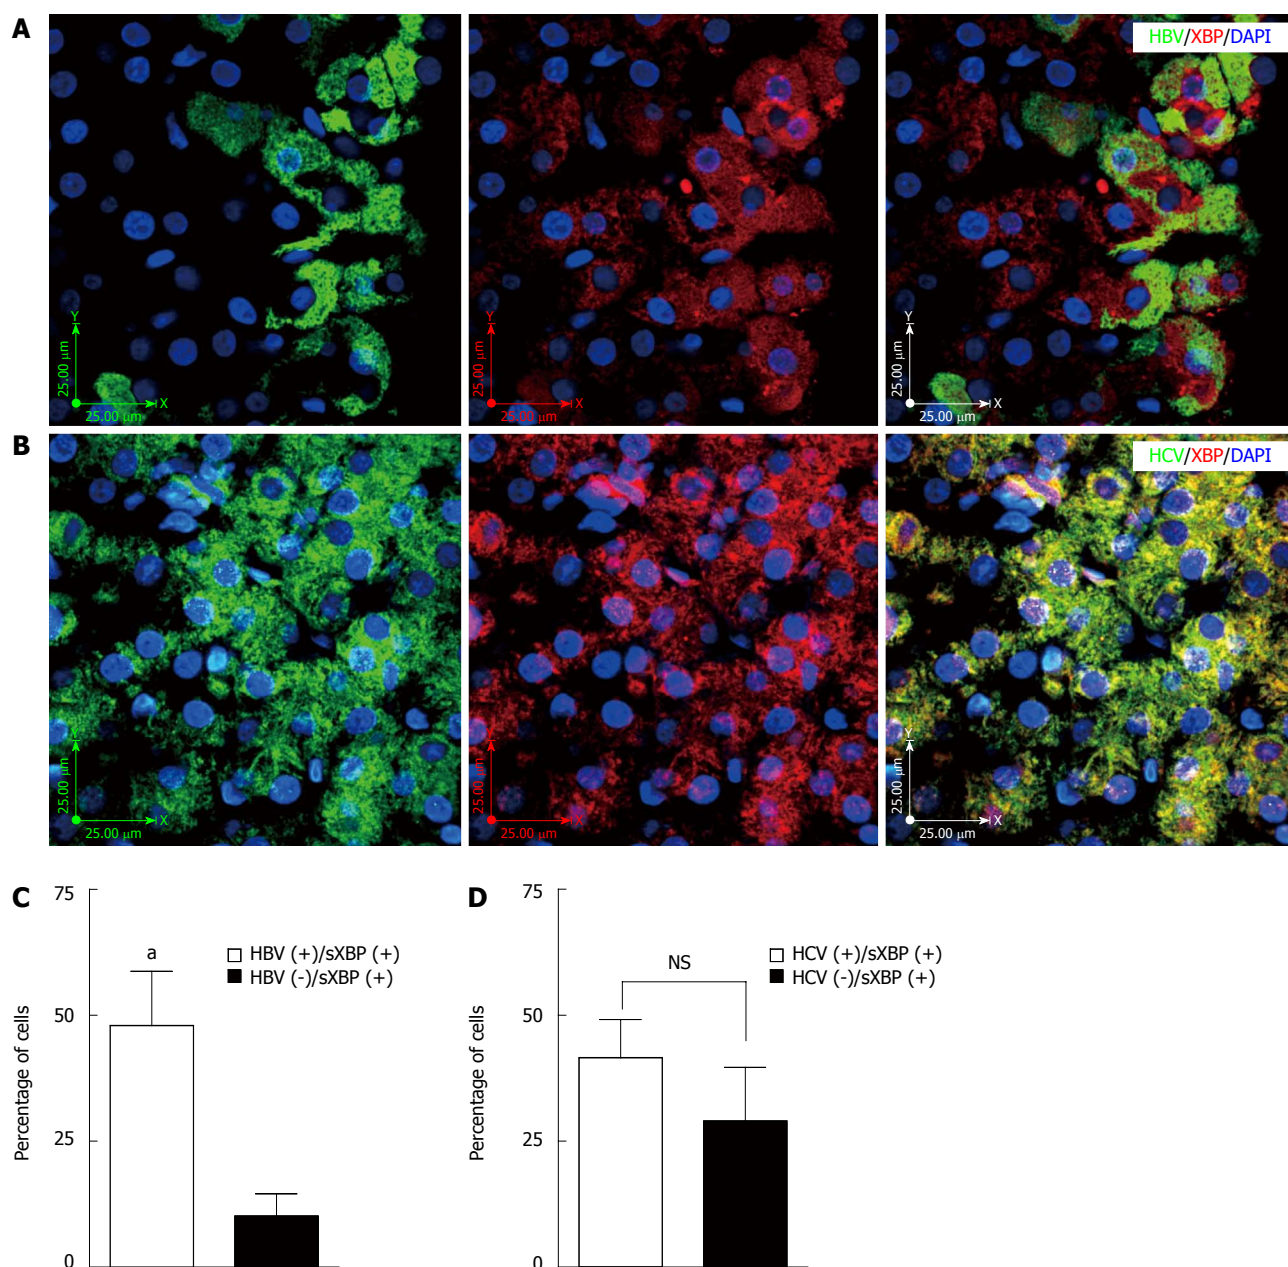 A
HBV/XBP/DAPI
Y
25.00 μm
X
25.00 μm
Y
25.00 μm
X
25.00 μm
Y
25.00 μm
X
25.00 μm
B
HCV/XBP/DAPI
Y
25.00 μm
X
25.00 μm
Y
25.00 μm
X
25.00 μm
Y
25.00 μm
X
25.00 μm
C
75
50
25
0
Percentage of cells
a
HBV (+)/sXBP (+)
HBV (-)/sXBP (+)
D
75
50
25
0
Percentage of cells
NS
HCV (+)/sXBP (+)
HCV (-)/sXBP (+)